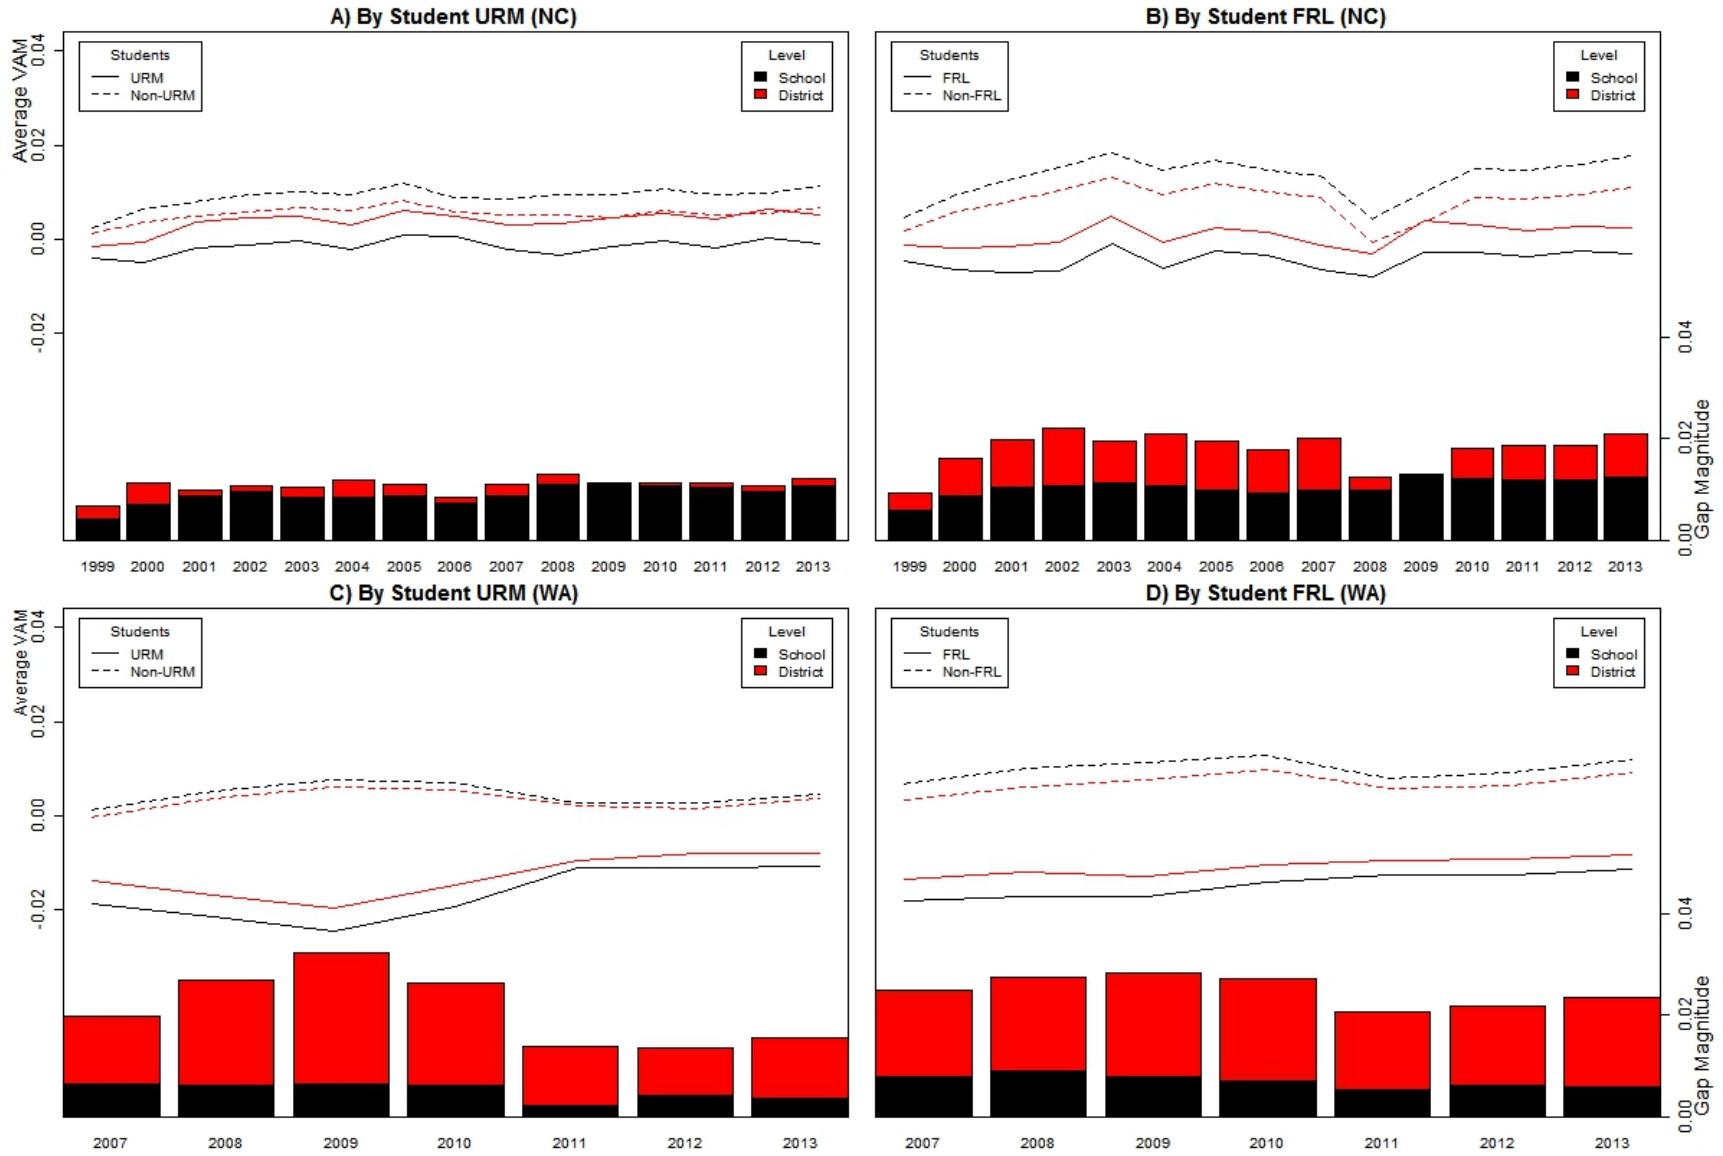 A) By Student URM (NC)
Average VAM
0.04
0.02
0.00
-0.02
Students
URM
Non-URM
Level
School
District
1999 2000 2001 2002 2003 2004 2005 2006 2007 2008 2009 2010 2011 2012 2013
B) By Student FRL (NC)
Students
FRL
Non-FRL
Level
School
District
0.04
0.02
0.00
Gap Magnitude
1999 2000 2001 2002 2003 2004 2005 2006 2007 2008 2009 2010 2011 2012 2013
C) By Student URM (WA)
Average VAM
0.04
0.02
0.00
-0.02
Students
URM
Non-URM
Level
School
District
2007 2008 2009 2010 2011 2012 2013
D) By Student FRL (WA)
Students
FRL
Non-FRL
Level
School
District
0.04
0.02
0.00
Gap Magnitude
2007 2008 2009 2010 2011 2012 2013